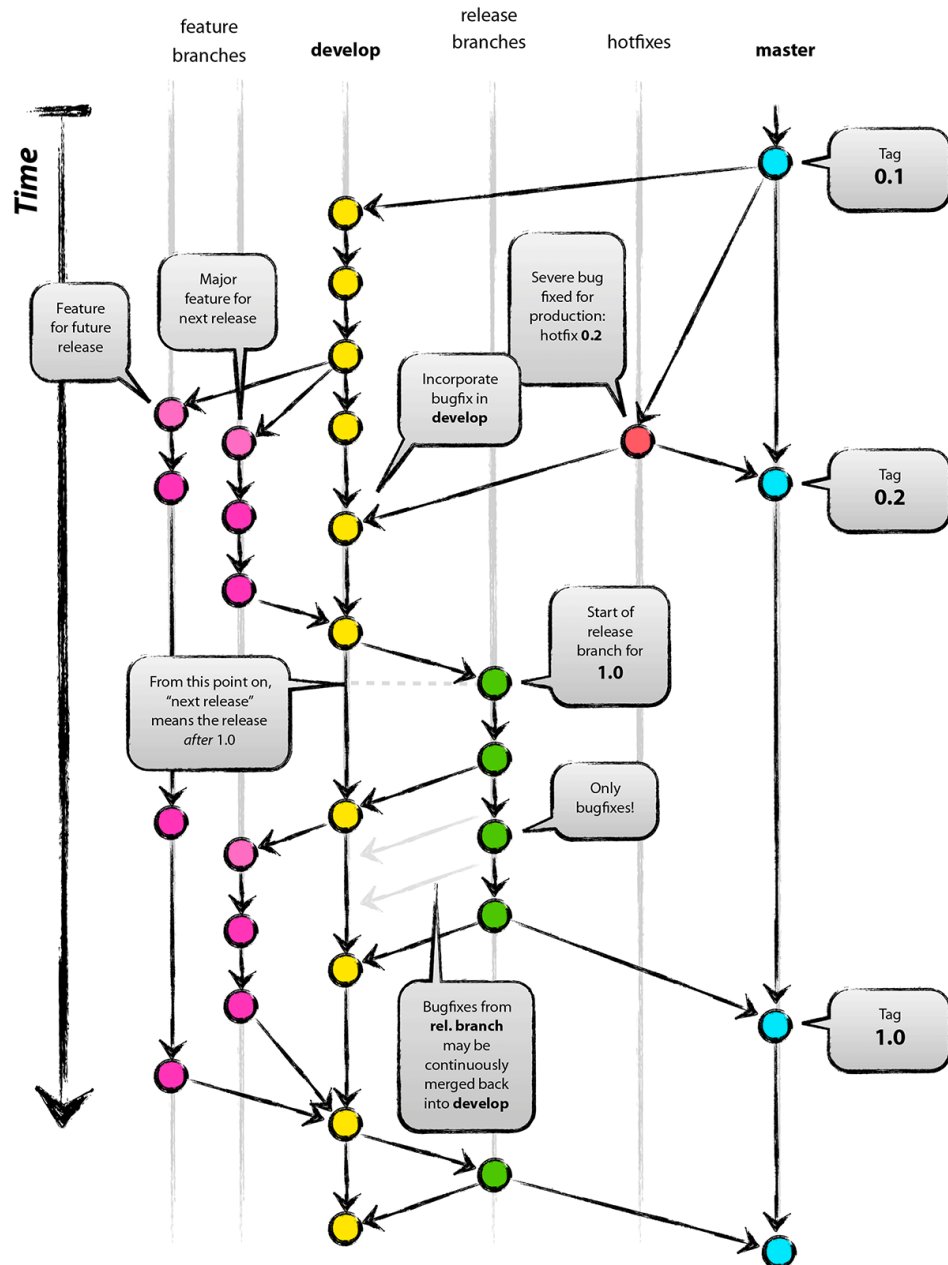 feature
branches
develop
release
branches
hotfixes
master
Time
Tag
0.1
Severe bug
fixed for
production:
hotfix 0.2
Major
feature for
next release
Feature
for future
release
Incorporate
bugfix in
develop
Tag
0.2
Start of
release
branch for
1.0
From this point on,
“next release”
means the release
after 1.0
Only
bugfixes!
Bugfixes from
rel. branch
may be
continuously
merged back
into develop
Tag
1.0